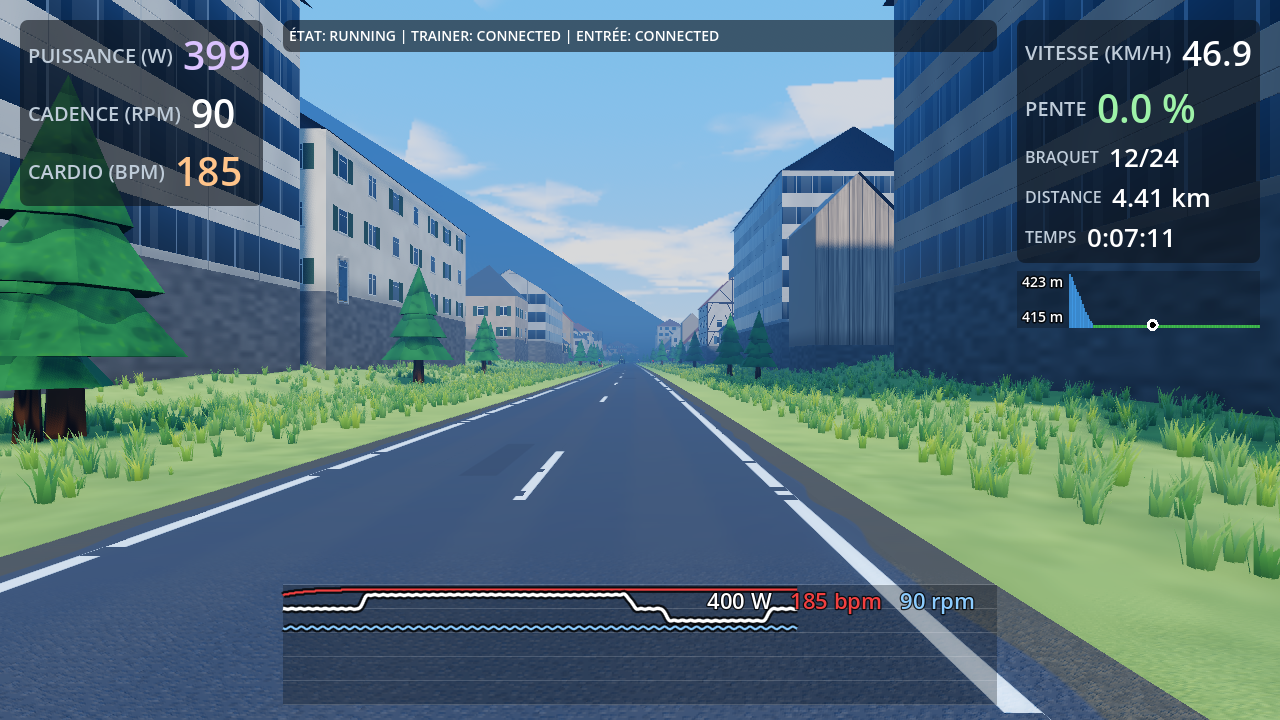 PUISSANCE (W) 399
CADENCE (RPM) 90
CARDIO (BPM) 185
ÉTAT: RUNNING | TRAINER: CONNECTED | ENTRÉE: CONNECTED
VITESSE (KM/H) 46.9
PENTE 0.0 %
BRAQUET 12/24
DISTANCE 4.41 km
TEMPS 0:07:11
423 m
415 m
400 W 185 bpm 90 rpm